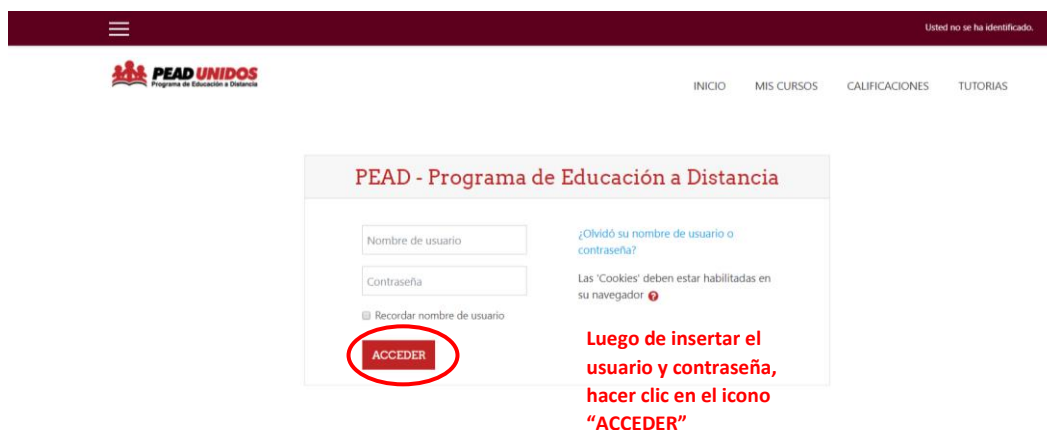 Usted no se ha identificado.
PEAD UNIDOS
Programa de Educación a Distancia
INICIO MIS CURSOS CALIFICACIONES TUTORIAS
PEAD - Programa de Educación a Distancia
Nombre de usuario
Contraseña
Recordar nombre de usuario
ACCEDER
¿Olvidó su nombre de usuario o
contraseña?
Las 'Cookies' deben estar habilitadas en
su navegador
Luego de insertar el
usuario y contraseña,
hacer clic en el icono
“ACCEDER”